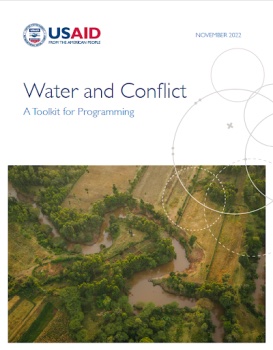 USAID
FROM THE AMERICAN PEOPLE
NOVEMBER 2022
Water and Conflict
A Toolkit for Programming